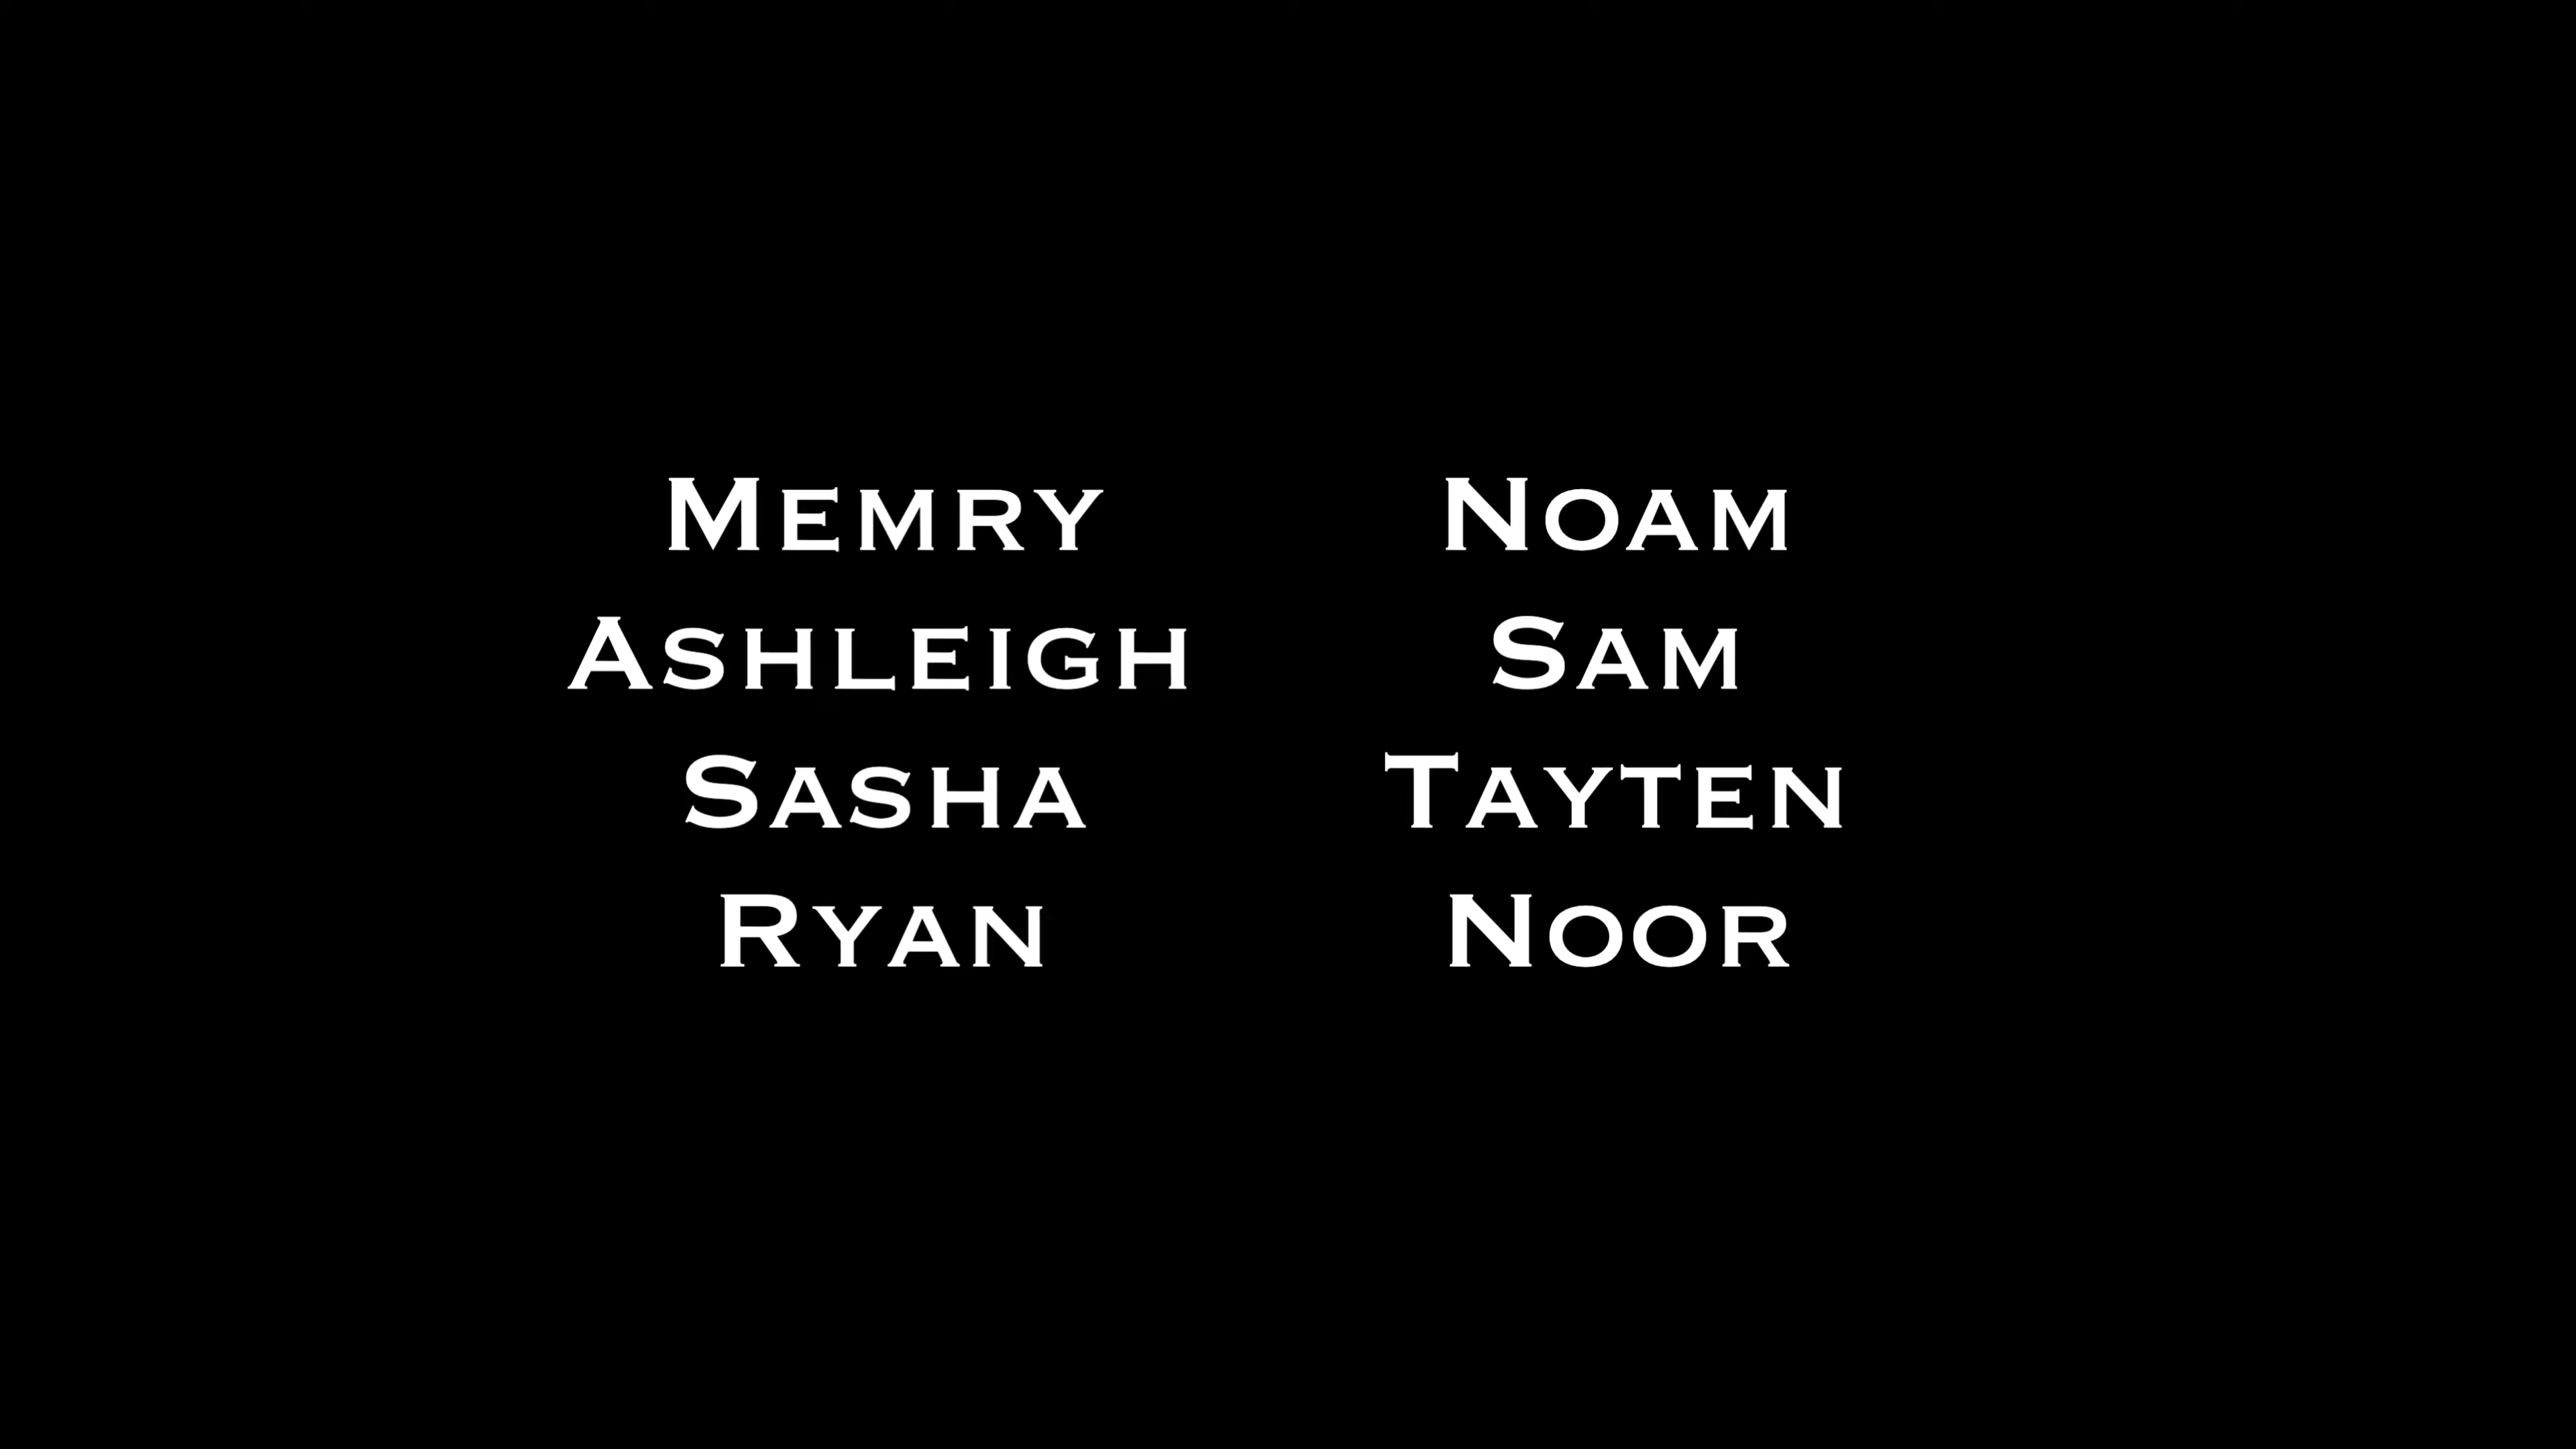 Memry
Ashleigh
Sasha
Ryan
Noam
Sam
Tayten
Noor